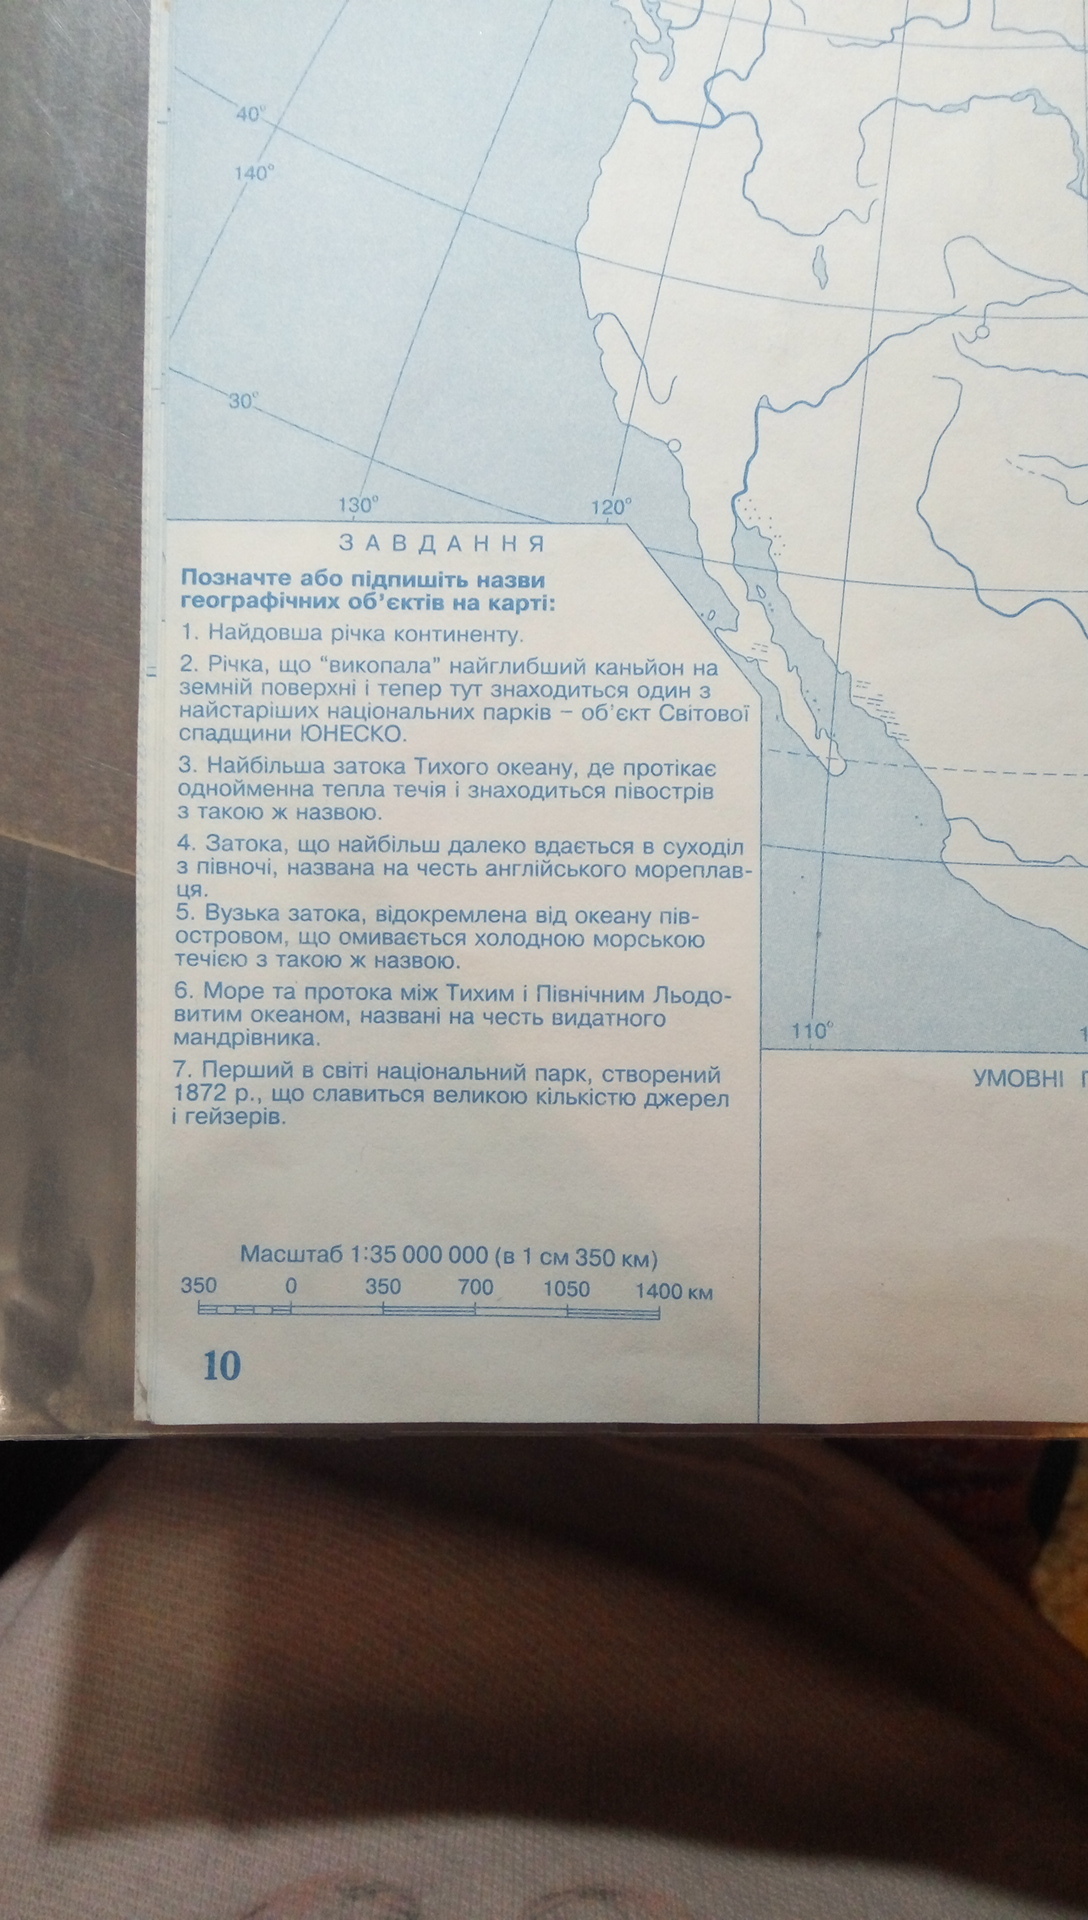 40°
140°
30°
130°
120°
ЗАВДАННЯ
Позначте або підпишіть назви
географічних об'єктів на карті:
1. Найдовша річка континенту.
2. Річка, що "викопала" найглибший каньйон на
земній поверхні і тепер тут знаходиться один з
найстаріших національних парків – об'єкт Світової
спадщини ЮНЕСКО.
3. Найбільша затока Тихого океану, де протікає
однойменна тепла течія і знаходиться півострів
з такою ж назвою.
4. Затока, що найбільш далеко вдається в суходіл
з півночі, названа на честь англійського мореплав-
ця.
5. Вузька затока, відокремлена від океану пів-
островом, що омивається холодною морською
течією з такою ж назвою.
6. Море та протока між Тихим і Північним Льодо-
витим океаном, названі на честь видатного
мандрівника.
7. Перший в світі національний парк, створений
1872 р., що славиться великою кількістю джерел
і гейзерів.
110°
1
УМОВНІ П
Масштаб 1:35 000 000 (в 1 см 350 км)
350 0 350 700 1050 1400 км
10